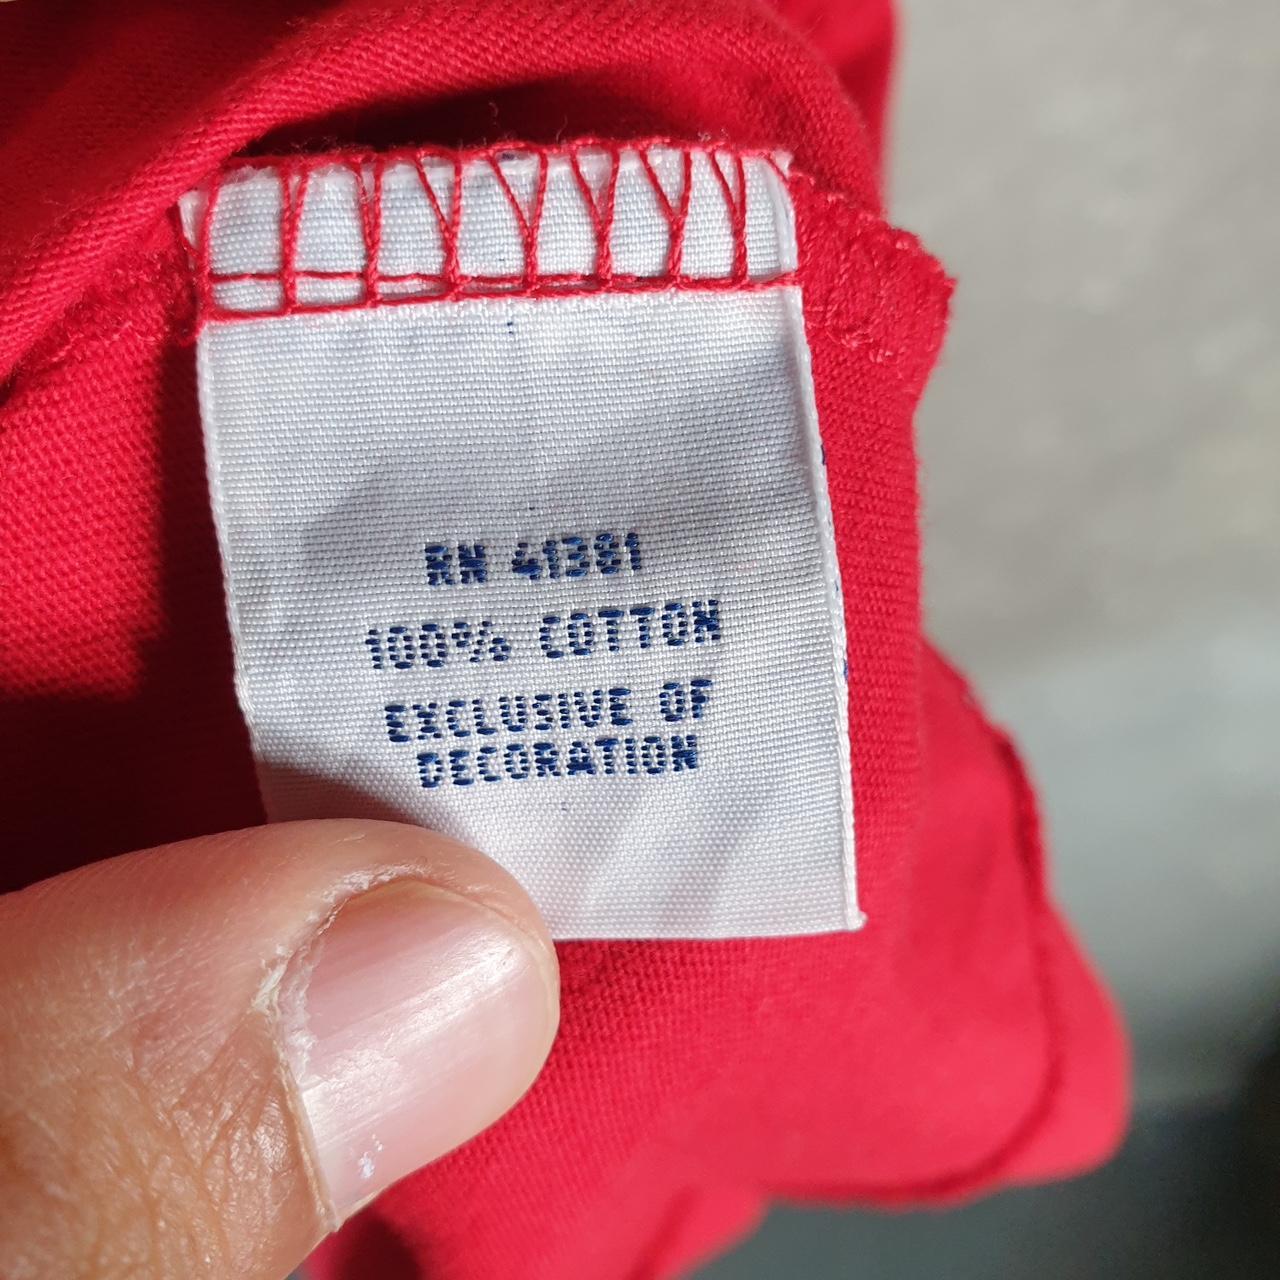 RN 41381
100% COTTON
EXCLUSIVE OF
DECORATION